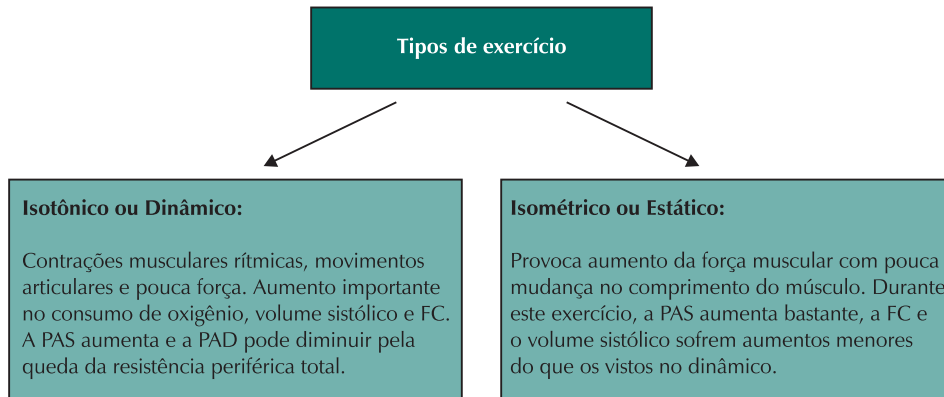 Tipos de exercício
Isotônico ou Dinâmico:
Contrações musculares rítmicas, movimentos
articulares e pouca força. Aumento importante
no consumo de oxigênio, volume sistólico e FC.
A PAS aumenta e a PAD pode diminuir pela
queda da resistência periférica total.
Isométrico ou Estático:
Provoca aumento da força muscular com pouca
mudança no comprimento do músculo. Durante
este exercício, a PAS aumenta bastante, a FC e
o volume sistólico sofrem aumentos menores
do que os vistos no dinâmico.